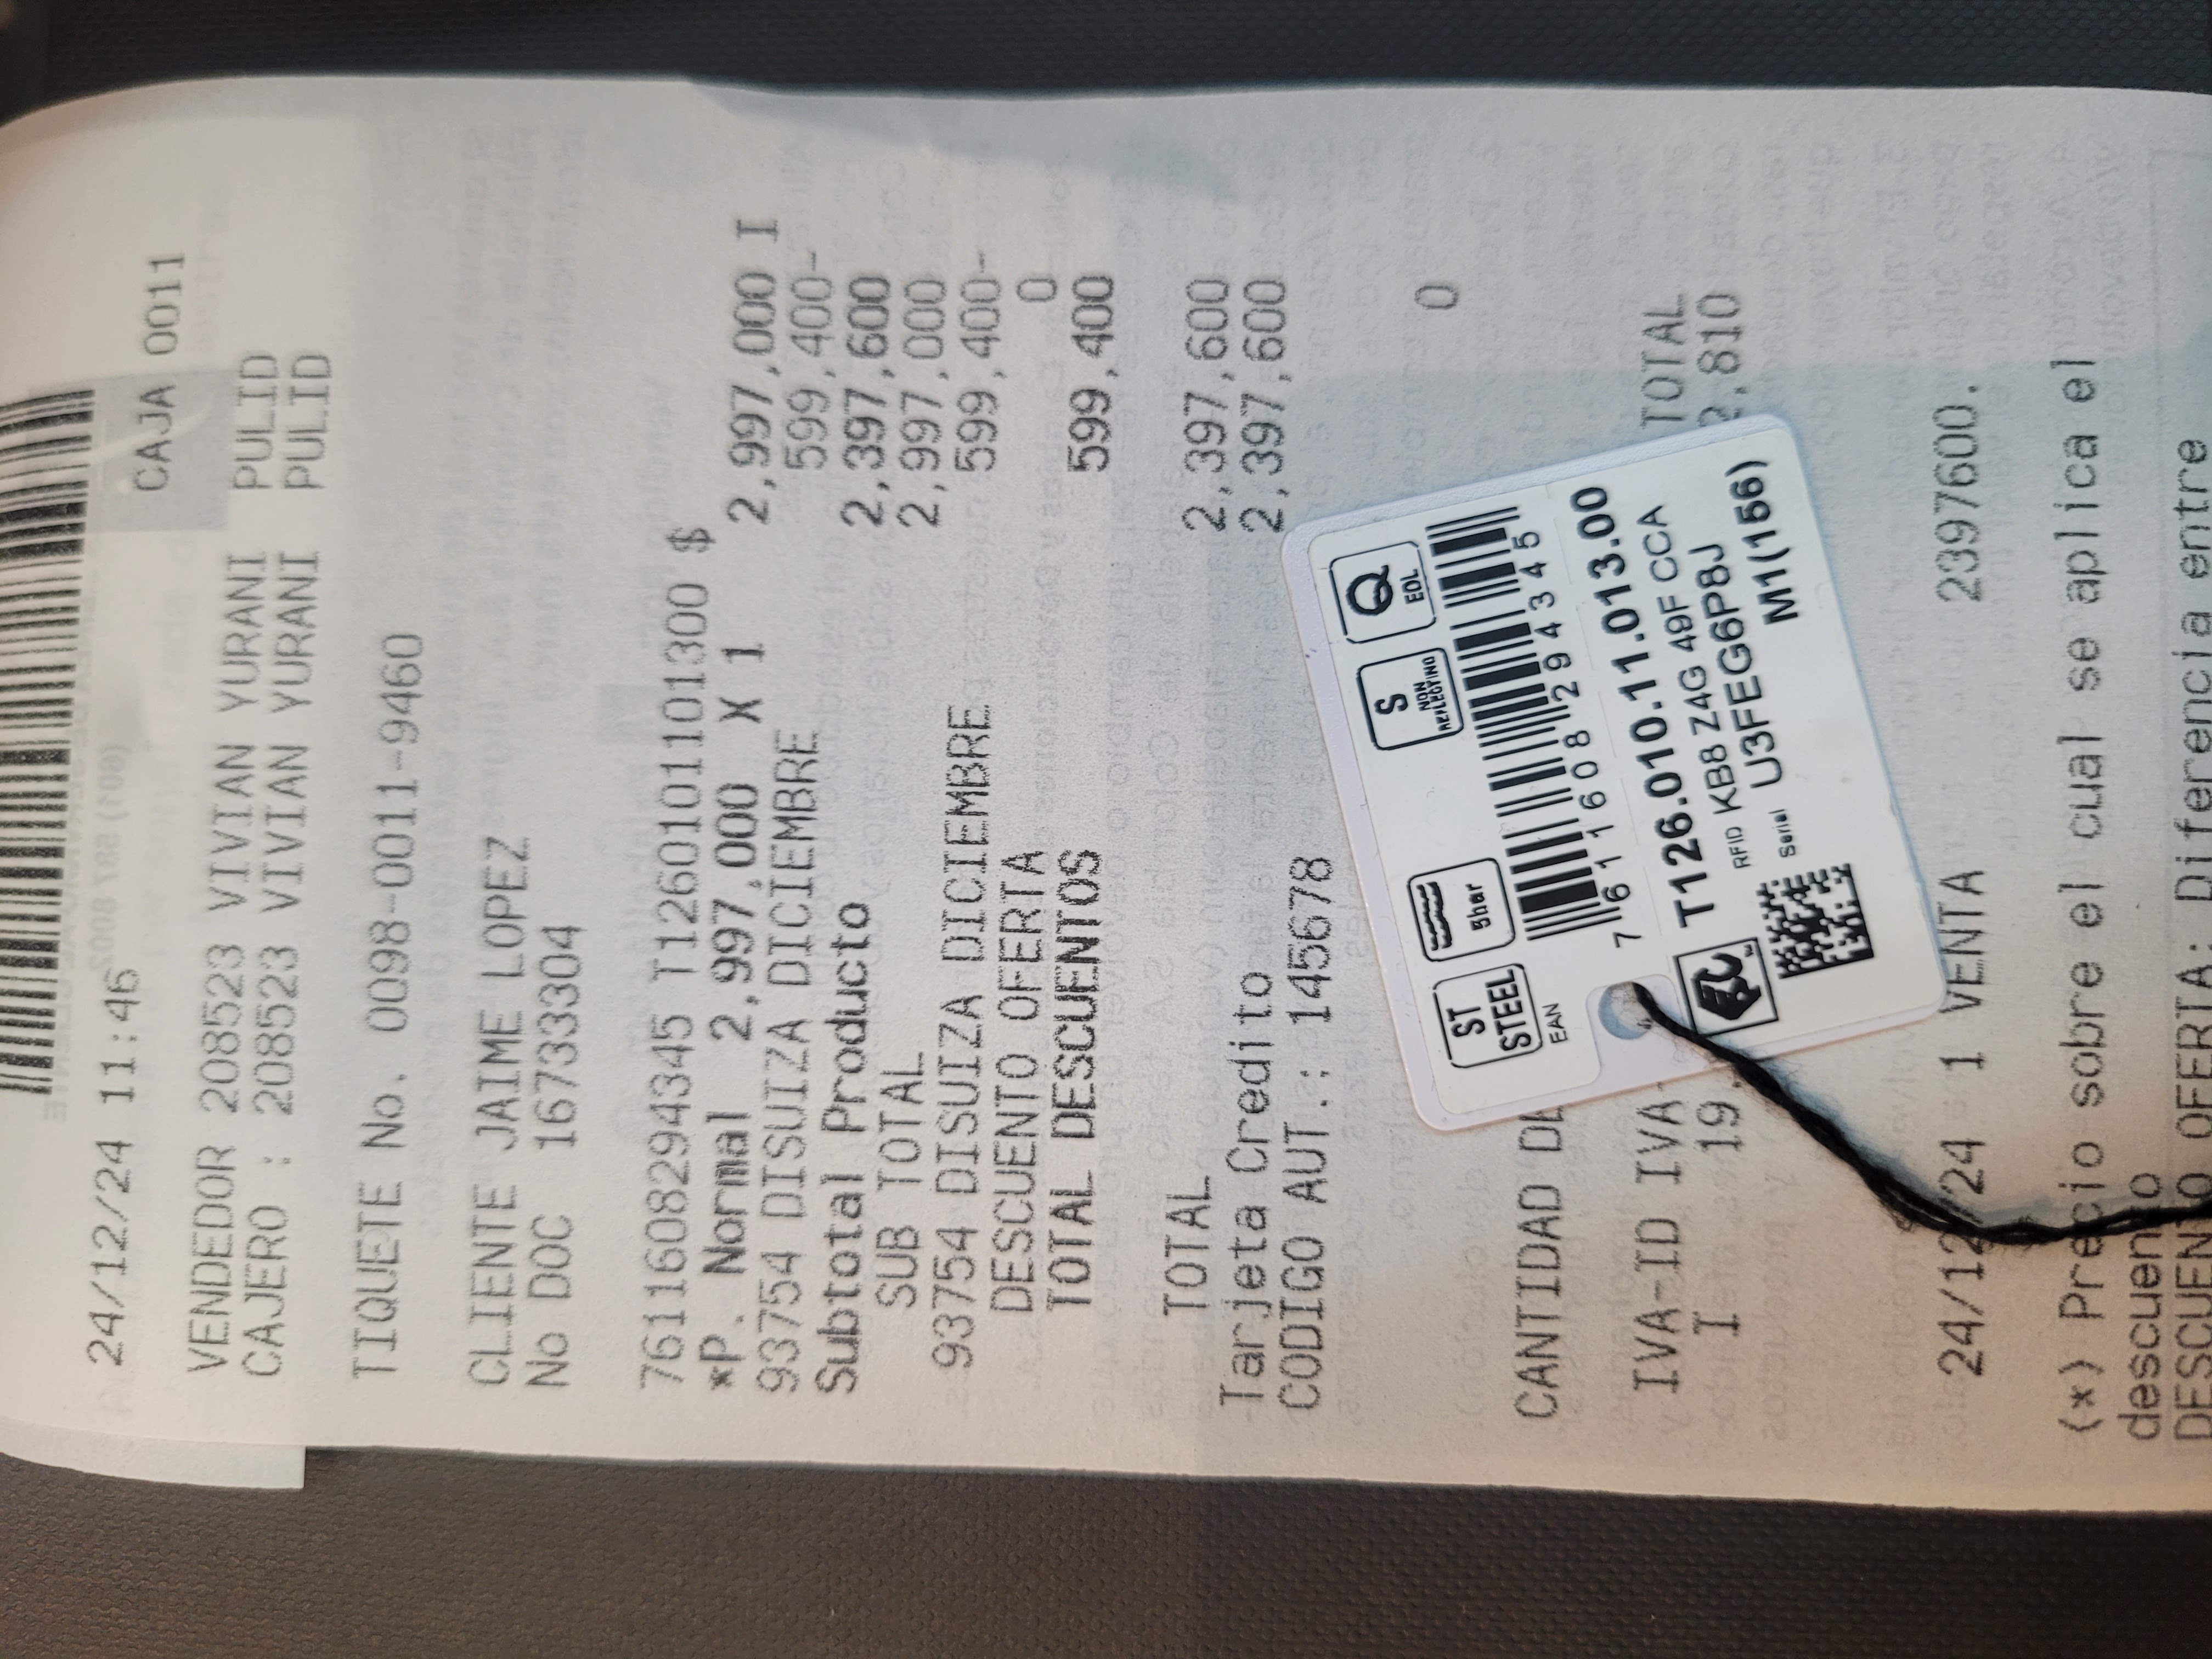 24/12/24 11:46 CAJA 0011
VENDEDOR 208523 VIVIAN YURANI PULID
CAJERO : 208523 VIVIAN YURANI PULID
TIQUETE No. 0098-0011-9460
CLIENTE JAIME LOPEZ
No DOC 167333304
7611608294345 T1260101101300 $
*P. Normal 2,997,000 X 1 2,997,000 I
93754 DISUIZA DICIEMBRE 599,400-
Subtotal Producto 2,397,600
SUB TOTAL 2,997,000
93754 DISUIZA DICIEMBRE 599,400-
DESCUENTO OFERTA 0
TOTAL DESCUENTOS 599,400
TOTAL 2,397,600
Tarjeta Credito 2,397,600
CODIGO AUT.: 145678
0
CANTIDAD
IVA-ID IVA TOTAL
I 19 2,810
24/12/24 1 VENTA 2397600.
(*) Precio sobre el cual se aplica el
descuento
DESCUENTO OFERTA: Diferencia entre
ST STEEL
5bar
S NON REFLECTING
Q EOL
EAN
7 611608 294345
T126.010.11.013.00
RFID KB8 Z4G 49F CCA
Serial U3FEG6P8J
M1(156)